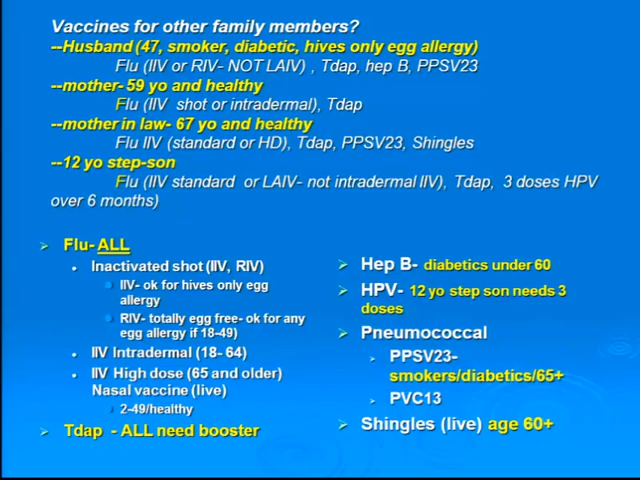 Vaccines for other family members?
--Husband (47, smoker, diabetic, hives only egg allergy)
Flu (IIV or RIV- NOT LAIV) , Tdap, hep B, PPSV23
--mother- 59 yo and healthy
Flu (IIV shot or intradermal), Tdap
--mother in law- 67 yo and healthy
Flu IIV (standard or HD), Tdap, PPSV23, Shingles
--12 yo step-son
Flu (IIV standard or LAIV- not intradermal IIV), Tdap, 3 doses HPV
over 6 months)
Flu- ALL
Inactivated shot (IIV, RIV)
IIV- ok for hives only egg
allergy
RIV- totally egg free- ok for any
egg allergy if 18-49)
IIV Intradermal (18- 64)
IIV High dose (65 and older)
Nasal vaccine (live)
2-49/healthy
Tdap - ALL need booster
Hep B- diabetics under 60
HPV- 12 yo step son needs 3
doses
Pneumococcal
PPSV23-
smokers/diabetics/65+
PVC13
Shingles (live) age 60+